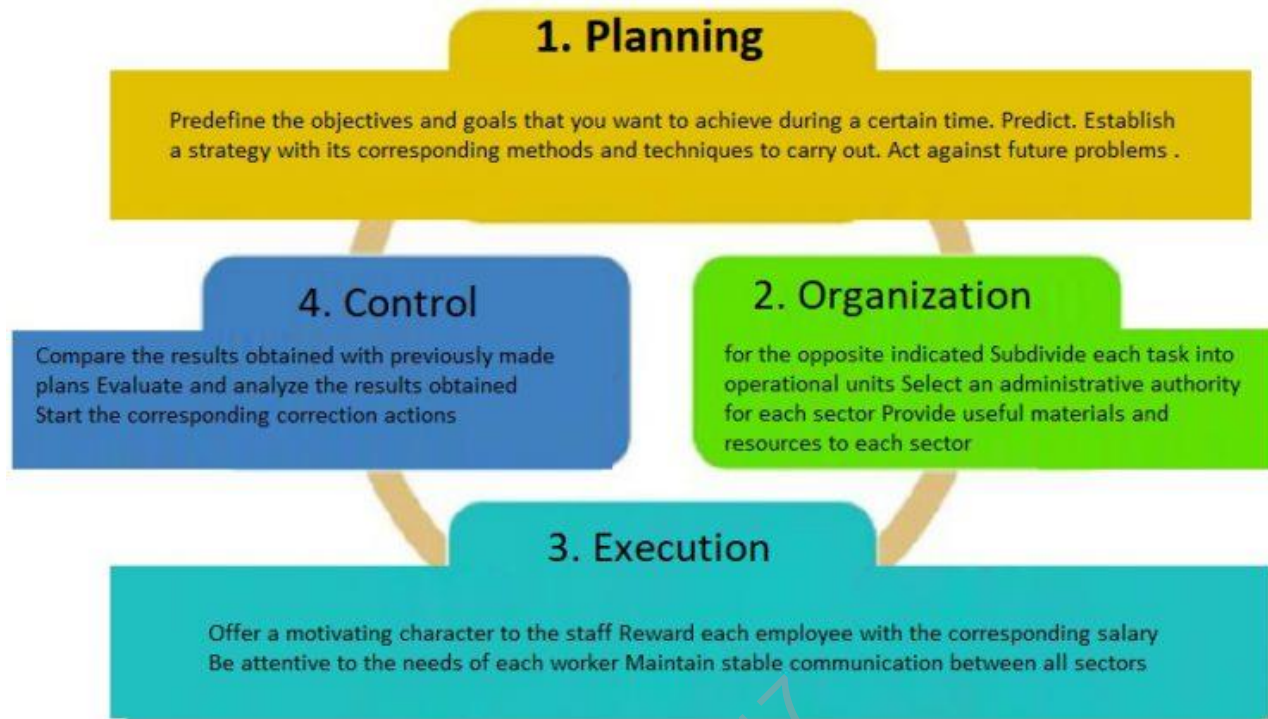 1. Planning
Predefine the objectives and goals that you want to achieve during a certain time. Predict. Establish
a strategy with its corresponding methods and techniques to carry out. Act against future problems .
2. Organization
for the opposite indicated Subdivide each task into
operational units Select an administrative authority
for each sector Provide useful materials and
resources to each sector
3. Execution
Offer a motivating character to the staff Reward each employee with the corresponding salary
Be attentive to the needs of each worker Maintain stable communication between all sectors
4. Control
Compare the results obtained with previously made
plans Evaluate and analyze the results obtained
Start the corresponding correction actions